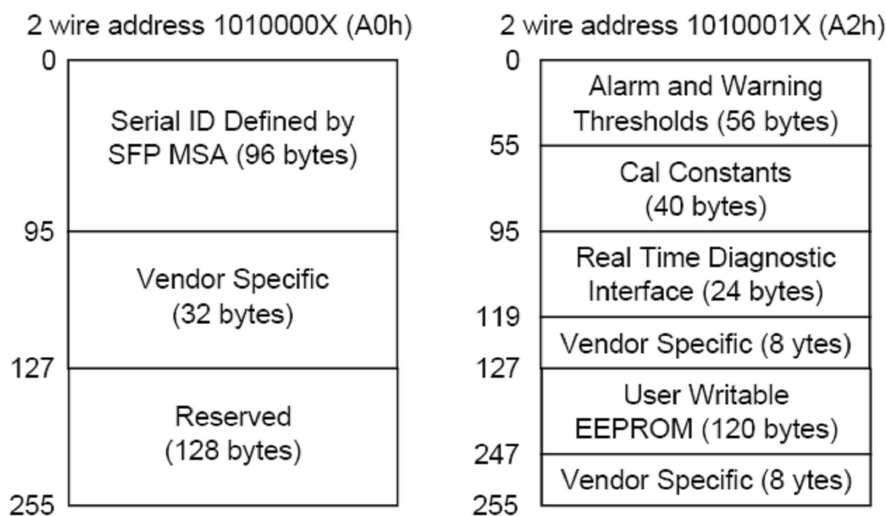 2 wire address 1010000X (A0h)
0
Serial ID Defined by
SFP MSA (96 bytes)
95
Vendor Specific
(32 bytes)
127
Reserved
(128 bytes)
255
2 wire address 1010001X (A2h)
0
Alarm and Warning
Thresholds (56 bytes)
55
Cal Constants
(40 bytes)
95
Real Time Diagnostic
Interface (24 bytes)
119
Vendor Specific (8 ytes)
127
User Writable
EEPROM (120 bytes)
247
Vendor Specific (8 ytes)
255